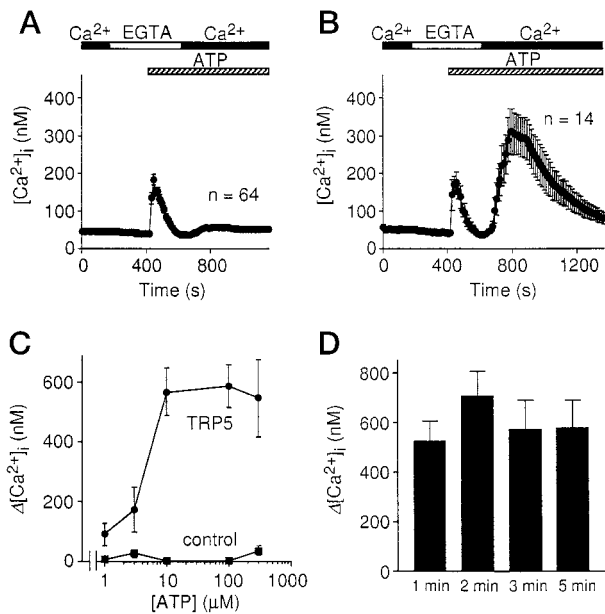 A
Ca2+ EGTA Ca2+
ATP
[Ca2+]i (nM)
400
300
200
100
0
n = 64
0 400 800
Time (s)
B
Ca2+ EGTA Ca2+
ATP
[Ca2+]i (nM)
400
300
200
100
0
n = 14
0 400 800 1200
Time (s)
C
Δ[Ca2+]i (nM)
600
400
200
0
TRP5
control
1 10 100 1000
[ATP] (μM)
D
Δ[Ca2+]i (nM)
800
600
400
200
0
1 min 2 min 3 min 5 min